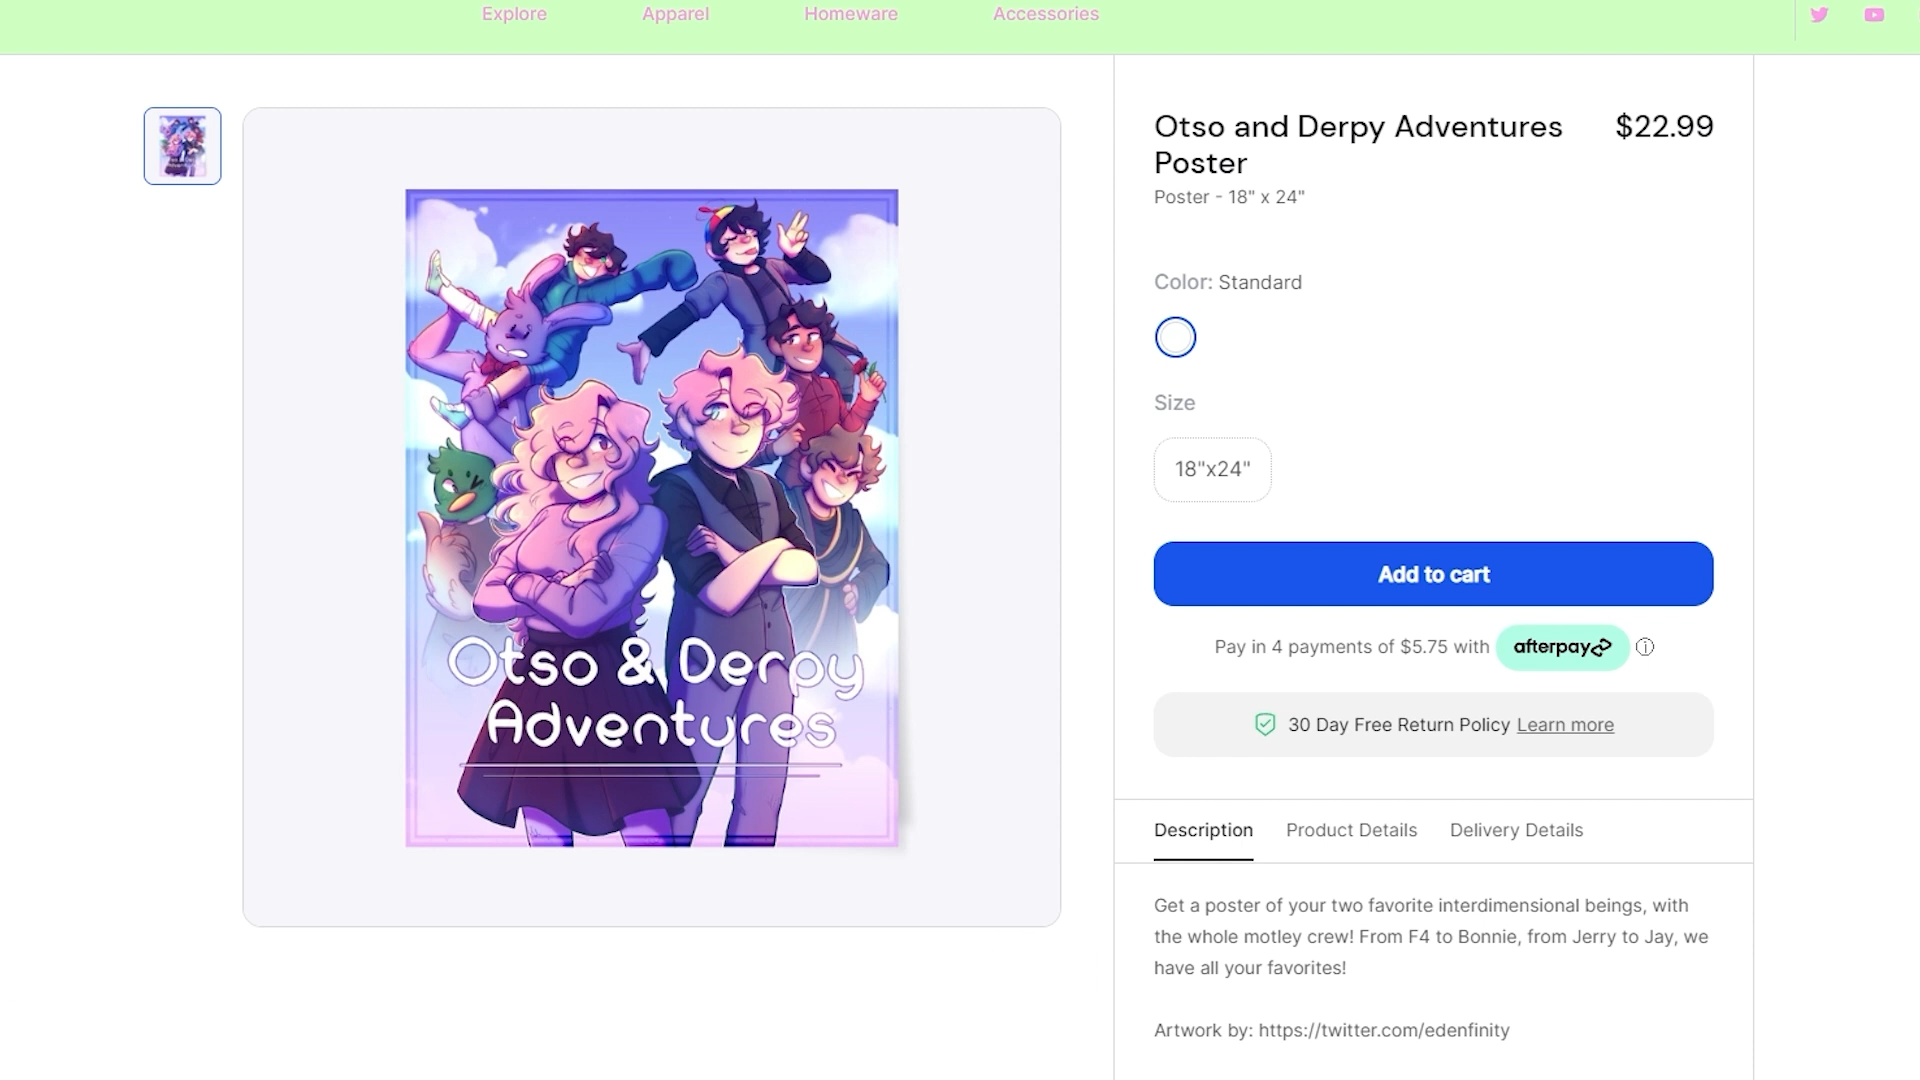 Explore Apparel Homeware Accessories
Otso & Derpy
Adventures
Otso and Derpy Adventures
Poster
$22.99
Poster - 18" x 24"
Color: Standard
Size
18"x24"
Add to cart
Pay in 4 payments of $5.75 with afterpay
30 Day Free Return Policy Learn more
Description Product Details Delivery Details
Get a poster of your two favorite interdimensional beings, with
the whole motley crew! From F4 to Bonnie, from Jerry to Jay, we
have all your favorites!
Artwork by: https://twitter.com/edenfinity